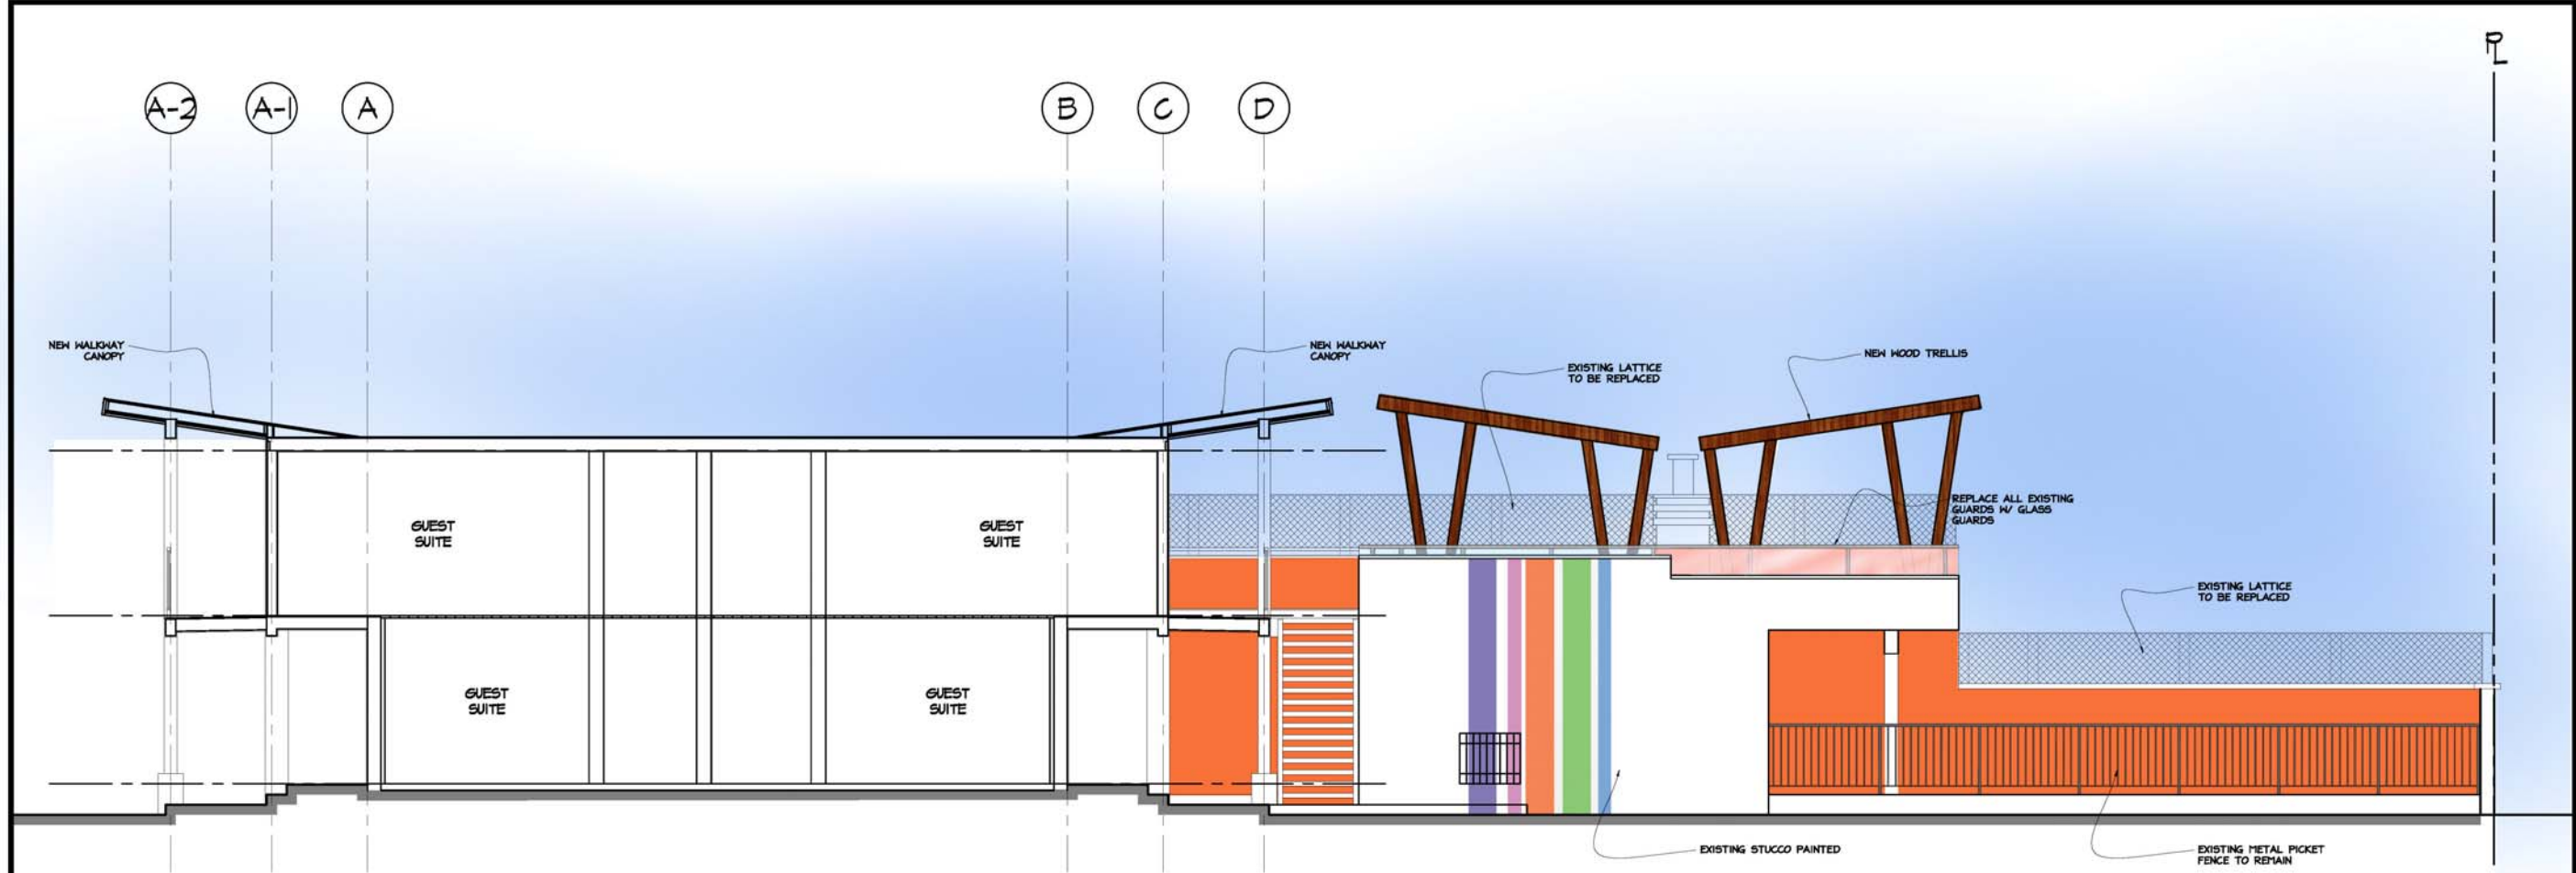 PL
A-2
A-1
A
B
C
D
NEW WALKWAY
CANOPY
NEW WALKWAY
CANOPY
EXISTING LATTICE
TO BE REPLACED
NEW WOOD TRELLIS
REPLACE ALL EXISTING
GUARDS W/ GLASS
GUARDS
GUEST
SUITE
GUEST
SUITE
EXISTING LATTICE
TO BE REPLACED
GUEST
SUITE
GUEST
SUITE
EXISTING STUCCO PAINTED
EXISTING METAL PICKET
FENCE TO REMAIN